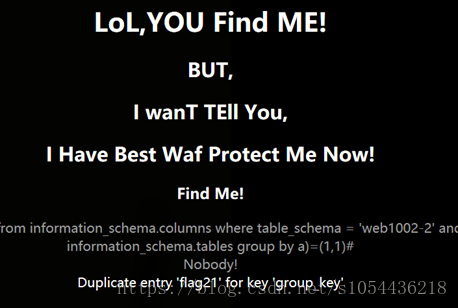 LoL,YOU Find ME!
BUT,
I wanT TEll You,
I Have Best Waf Protect Me Now!
Find Me!
from information_schema.columns where table_schema = 'web1002-2' and
information_schema.tables group by a)=(1,1)#
Nobody!
Duplicate entry 'flag21' for key 'group_key'
https://blog.csdn.net/s1054436218